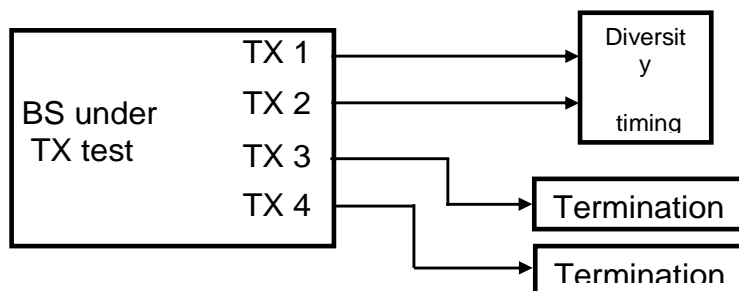 BS under
TX test
TX 1
TX 2
TX 3
TX 4
Diversit
y
timing
Termination
Termination